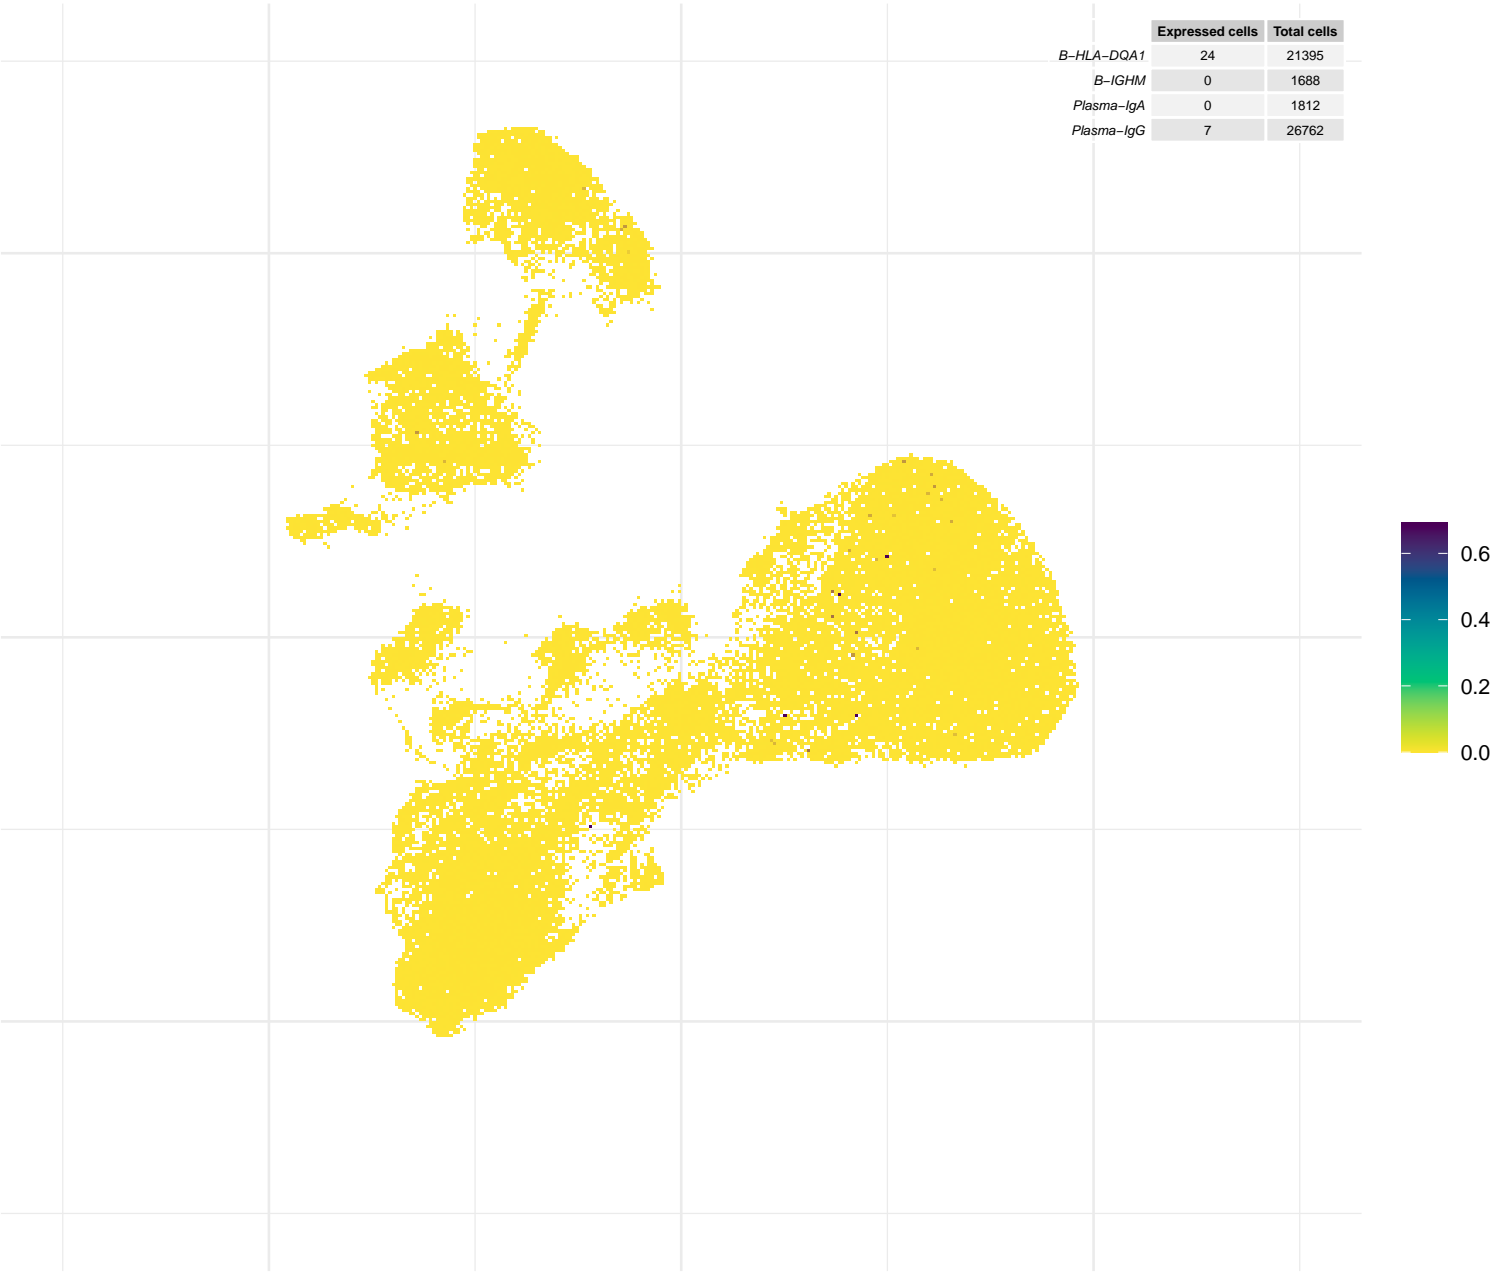 Expressed cells Total cells
B−HLA−DQA1 24 21395
B−IGHM 0 1688
Plasma−IgA 0 1812
Plasma−IgG 7 26762
0.6
0.4
0.2
0.0